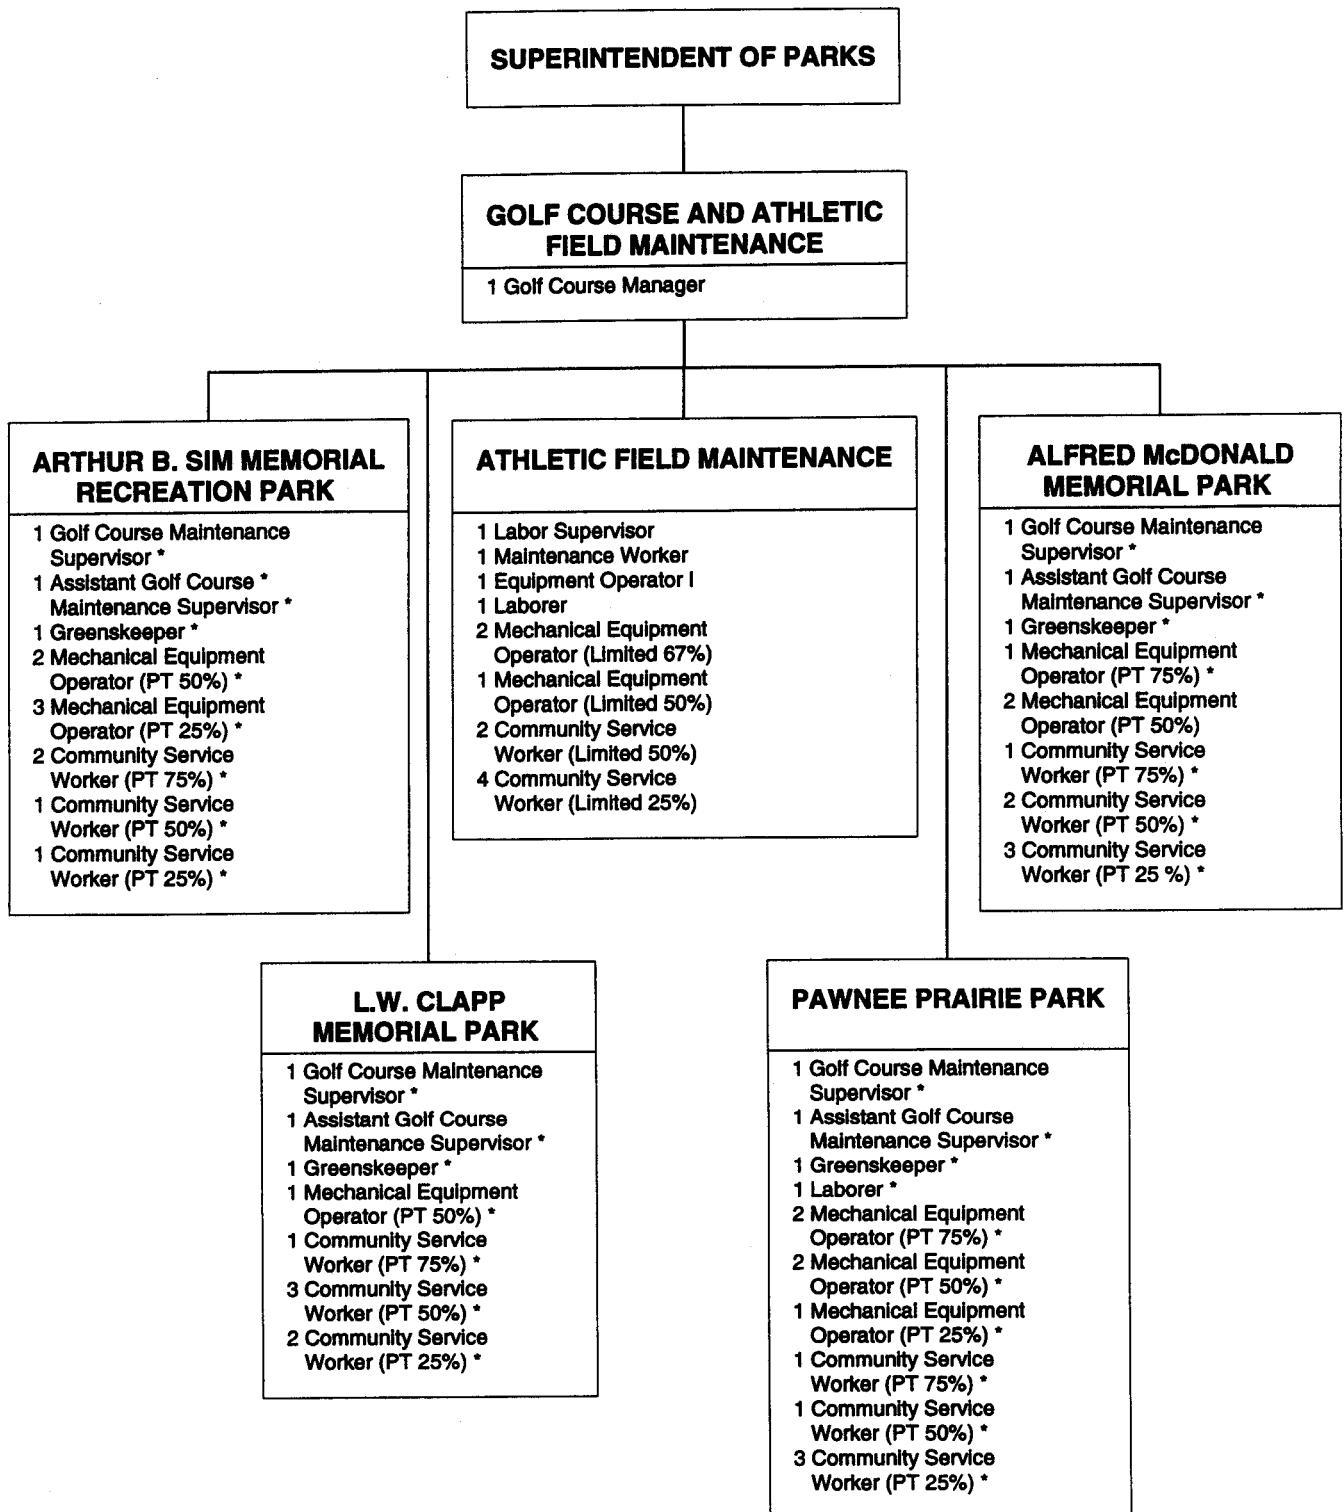 SUPERINTENDENT OF PARKS
GOLF COURSE AND ATHLETIC
FIELD MAINTENANCE
1 Golf Course Manager
ARTHUR B. SIM MEMORIAL
RECREATION PARK
1 Golf Course Maintenance
Supervisor *
1 Assistant Golf Course *
Maintenance Supervisor *
1 Greenskeeper *
2 Mechanical Equipment
Operator (PT 50%) *
3 Mechanical Equipment
Operator (PT 25%) *
2 Community Service
Worker (PT 75%) *
1 Community Service
Worker (PT 50%) *
1 Community Service
Worker (PT 25%) *
ATHLETIC FIELD MAINTENANCE
1 Labor Supervisor
1 Maintenance Worker
1 Equipment Operator I
1 Laborer
2 Mechanical Equipment
Operator (Limited 67%)
1 Mechanical Equipment
Operator (Limited 50%)
2 Community Service
Worker (Limited 50%)
4 Community Service
Worker (Limited 25%)
ALFRED McDONALD
MEMORIAL PARK
1 Golf Course Maintenance
Supervisor *
1 Assistant Golf Course
Maintenance Supervisor *
1 Greenskeeper *
1 Mechanical Equipment
Operator (PT 75%) *
2 Mechanical Equipment
Operator (PT 50%)
1 Community Service
Worker (PT 75%) *
2 Community Service
Worker (PT 50%) *
3 Community Service
Worker (PT 25 %) *
L.W. CLAPP
MEMORIAL PARK
1 Golf Course Maintenance
Supervisor *
1 Assistant Golf Course
Maintenance Supervisor *
1 Greenskeeper *
1 Mechanical Equipment
Operator (PT 50%) *
1 Community Service
Worker (PT 75%) *
3 Community Service
Worker (PT 50%) *
2 Community Service
Worker (PT 25%) *
PAWNEE PRAIRIE PARK
1 Golf Course Maintenance
Supervisor *
1 Assistant Golf Course
Maintenance Supervisor *
1 Greenskeeper *
1 Laborer *
2 Mechanical Equipment
Operator (PT 75%) *
2 Mechanical Equipment
Operator (PT 50%) *
1 Mechanical Equipment
Operator (PT 25%) *
1 Community Service
Worker (PT 75%) *
1 Community Service
Worker (PT 50%) *
3 Community Service
Worker (PT 25%) *